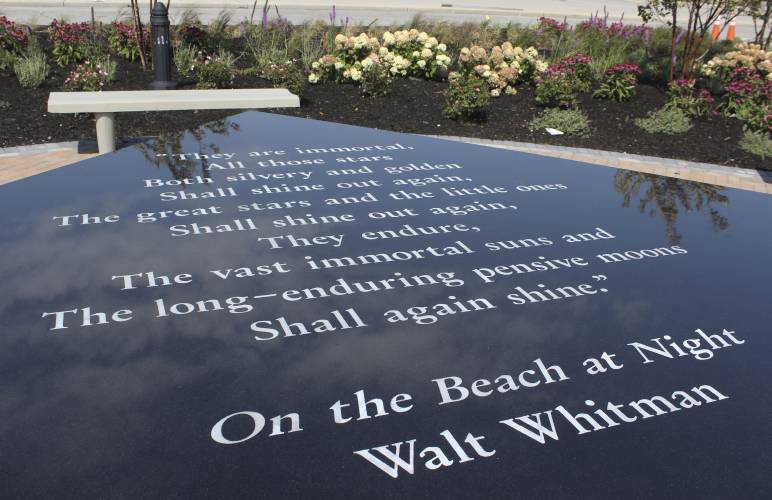 “They are immortal,
All those stars
Both silvery and golden
Shall shine out again,
The great stars and the little ones
Shall shine out again,
They endure,
The vast immortal suns and
The long-enduring pensive moons
Shall again shine.”
On the Beach at Night
Walt Whitman